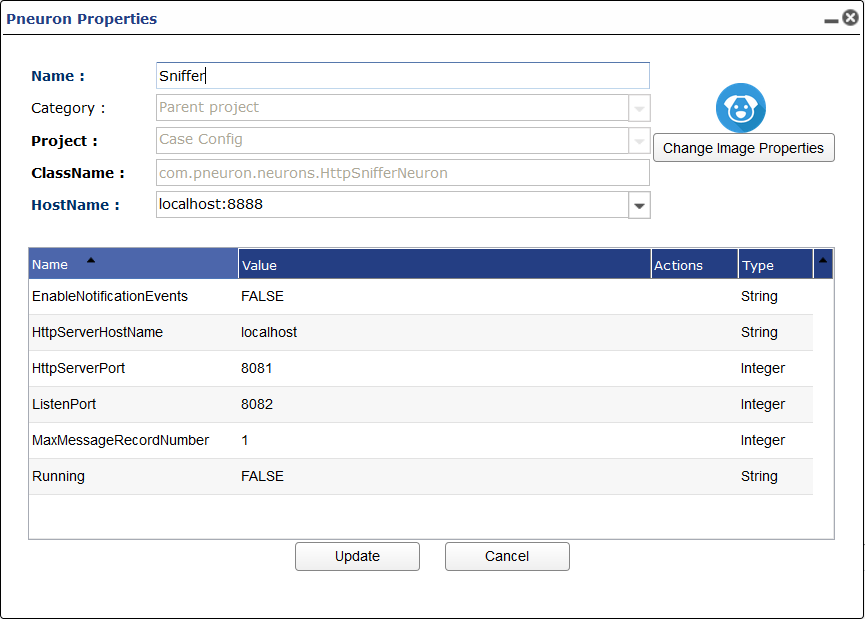 Pneuron Properties
Name : Sniffer
Category : Parent project
Project : Case Config
Change Image Properties
ClassName : com.pneuron.neurons.HttpSnifferNeuron
HostName : localhost:8888
Name Value Actions Type
EnableNotificationEvents FALSE String
HttpServerHostName localhost String
HttpServerPort 8081 Integer
ListenPort 8082 Integer
MaxMessageRecordNumber 1 Integer
Running FALSE String
Update Cancel